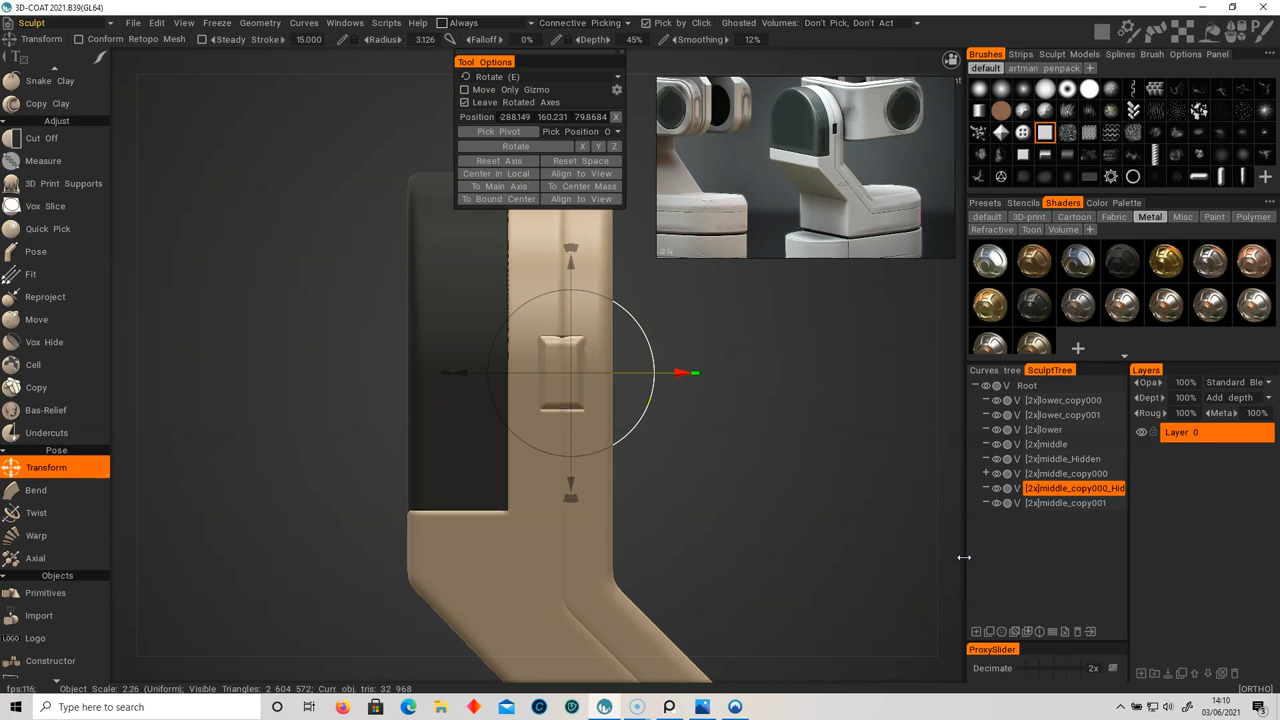 3D-COAT 2021.B39(GL64)
Sculpt File Edit View Freeze Geometry Curves Windows Scripts Help Always Connective Picking Pick by Click Ghosted Volumes: Don't Pick, Don't Act
Transform Conform Retopo Mesh Steady Stroke 15.000 Radius 3.126 Falloff 0% Depth 45% Smoothing 12%
Snake Clay
Copy Clay
Adjust
Cut Off
Measure
3D Print Supports
Vox Slice
Quick Pick
Pose
Fit
Reproject
Move
Vox Hide
Cell
Copy
Bas-Relief
Undercuts
Pose
Transform
Bend
Twist
Warp
Axial
Objects
Primitives
Import
LOGO Logo
Constructor
Tool Options
Rotate (E)
Move Only Gizmo
Leave Rotated Axes
Position -288.149 160.231 79.8684 X
Pick Pivot Pick Position O
Rotate X Y Z
Reset Axis Reset Space
Center in Local Align to View
To Main Axis To Center Mass
To Bound Center Align to View
Brushes Strips Sculpt Models Splines Brush Options Panel
default artman penpack +
Presets Stencils Shaders Color Palette
default 3D-print Cartoon Fabric Metal Misc Paint Polymer
Refractive Toon Volume +
Curves tree SculptTree
Root
V [2x]lower_copy000
V [2x]lower_copy001
V [2x]lower
V [2x]middle
V [2x]middle_Hidden
V [2x]middle_copy000
V [2x]middle_copy000_Hid
V [2x]middle_copy001
Layers
Opa 100% Standard Ble
Dept 100% Add depth
Roug 100% Meta 100%
Layer 0
ProxySlider
Decimate 2x
fps:116; Object Scale: 2.26 (Uniform); Visible Triangles: 2 604 572; Curr. obj. tris: 32 968 [ORTHO]
Type here to search
14:10
03/06/2021